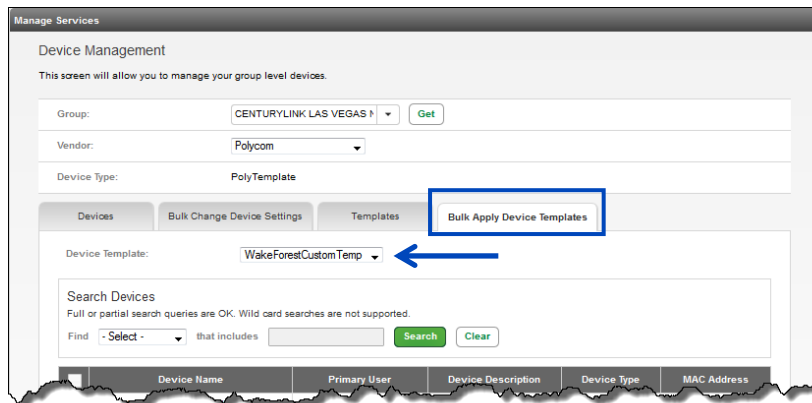 Manage Services
Device Management
This screen will allow you to manage your group level devices.
Group: CENTURYLINK LAS VEGAS N Get
Vendor: Polycom
Device Type: PolyTemplate
Devices Bulk Change Device Settings Templates Bulk Apply Device Templates
Device Template: WakeForestCustomTemp
Search Devices
Full or partial search queries are OK. Wild card searches are not supported.
Find - Select - that includes Search Clear
Device Name Primary User Device Description Device Type MAC Address